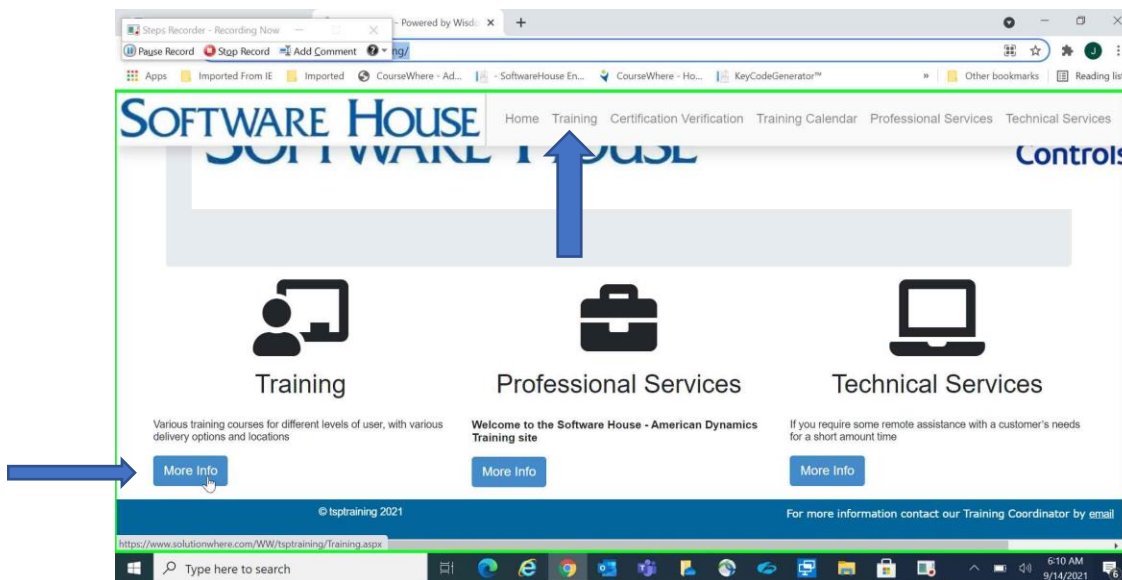 Steps Recorder - Recording Now
- Powered by Wisd
Pause Record Stop Record Add Comment
ng/
Apps Imported From IE Imported CourseWhere - Ad... - SoftwareHouse En... CourseWhere - Ho... KeyCodeGenerator™ » Other bookmarks Reading list
SOFTWARE HOUSE Home Training Certification Verification Training Calendar Professional Services Technical Services
SOFTWARE HOUSE
Controls
Training Professional Services Technical Services
Various training courses for different levels of user, with various
delivery options and locations
Welcome to the Software House - American Dynamics
Training site
If you require some remote assistance with a customer's needs
for a short amount time
More Info More Info More Info
© tsptraining 2021 For more information contact our Training Coordinator by email
https://www.solutionwhere.com/WW/tsptraining/Training.aspx
Type here to search
6:10 AM
9/14/2021
6